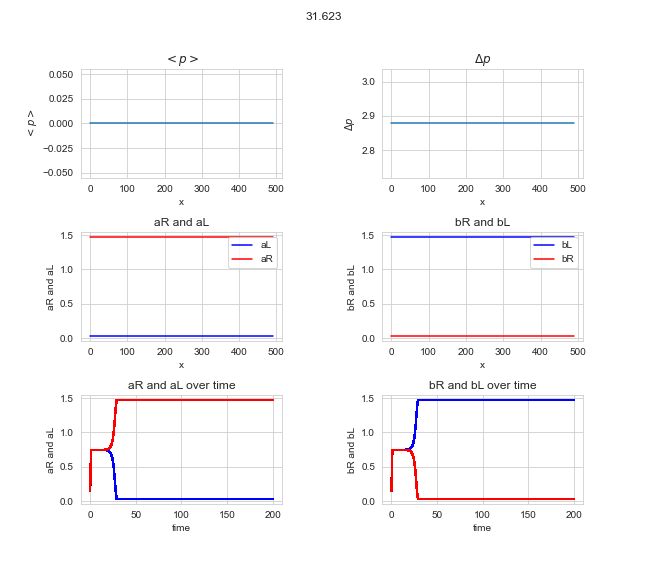 31.623
< p >
Δp
0.050
0.025
0.000
−0.025
−0.050
< p >
0 100 200 300 400 500
x
3.0
2.9
2.8
Δp
0 100 200 300 400 500
x
aR and aL
bR and bL
1.5
1.0
0.5
0.0
aR and aL
aL
aR
0 100 200 300 400 500
x
1.5
1.0
0.5
0.0
bR and bL
bL
bR
0 100 200 300 400 500
x
aR and aL over time
bR and bL over time
1.5
1.0
0.5
0.0
aR and aL
0 50 100 150 200
time
1.5
1.0
0.5
0.0
bR and bL
0 50 100 150 200
time